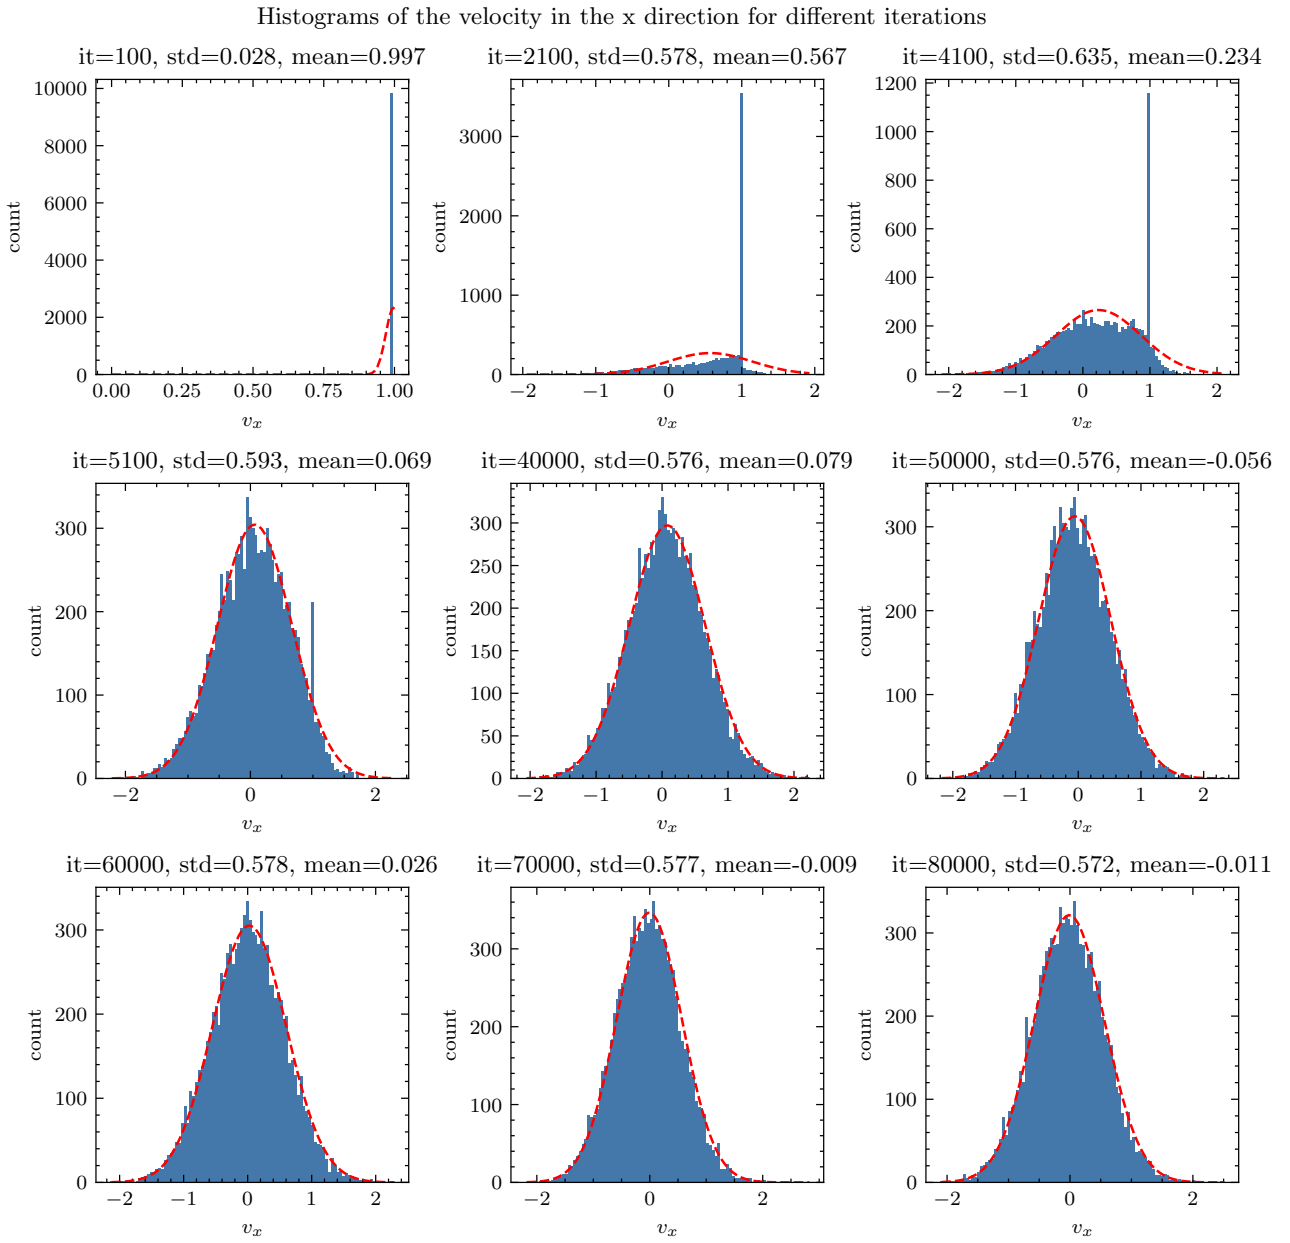 Histograms of the velocity in the x direction for different iterations
it=100, std=0.028, mean=0.997
it=2100, std=0.578, mean=0.567
it=4100, std=0.635, mean=0.234
count
10000
8000
6000
4000
2000
0
0.00 0.25 0.50 0.75 1.00
v_x
count
3000
2000
1000
0
−2 −1 0 1 2
v_x
count
1200
1000
800
600
400
200
0
−2 −1 0 1 2
v_x
it=5100, std=0.593, mean=0.069
it=40000, std=0.576, mean=0.079
it=50000, std=0.576, mean=-0.056
count
300
200
100
0
−2 0 2
v_x
count
300
250
200
150
100
50
0
−2 −1 0 1 2
v_x
count
300
200
100
0
−2 −1 0 1 2
v_x
it=60000, std=0.578, mean=0.026
it=70000, std=0.577, mean=-0.009
it=80000, std=0.572, mean=-0.011
count
300
200
100
0
−2 −1 0 1 2
v_x
count
300
200
100
0
−2 0 2
v_x
count
300
200
100
0
−2 0 2
v_x